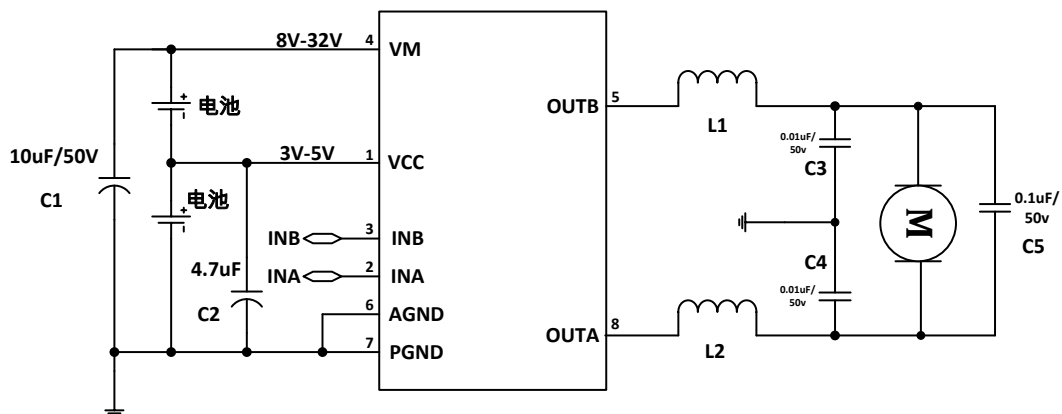 8V-32V
4
VM
+
电池
OUTB
5
L1
0.01uF/
50v
C3
10uF/50V
C1
3V-5V
1
VCC
+
电池
INB
3
INB
INA
2
INA
4.7uF
C2
6
AGND
7
PGND
M
0.1uF/
50v
C5
C4
0.01uF/
50v
OUTA
8
L2